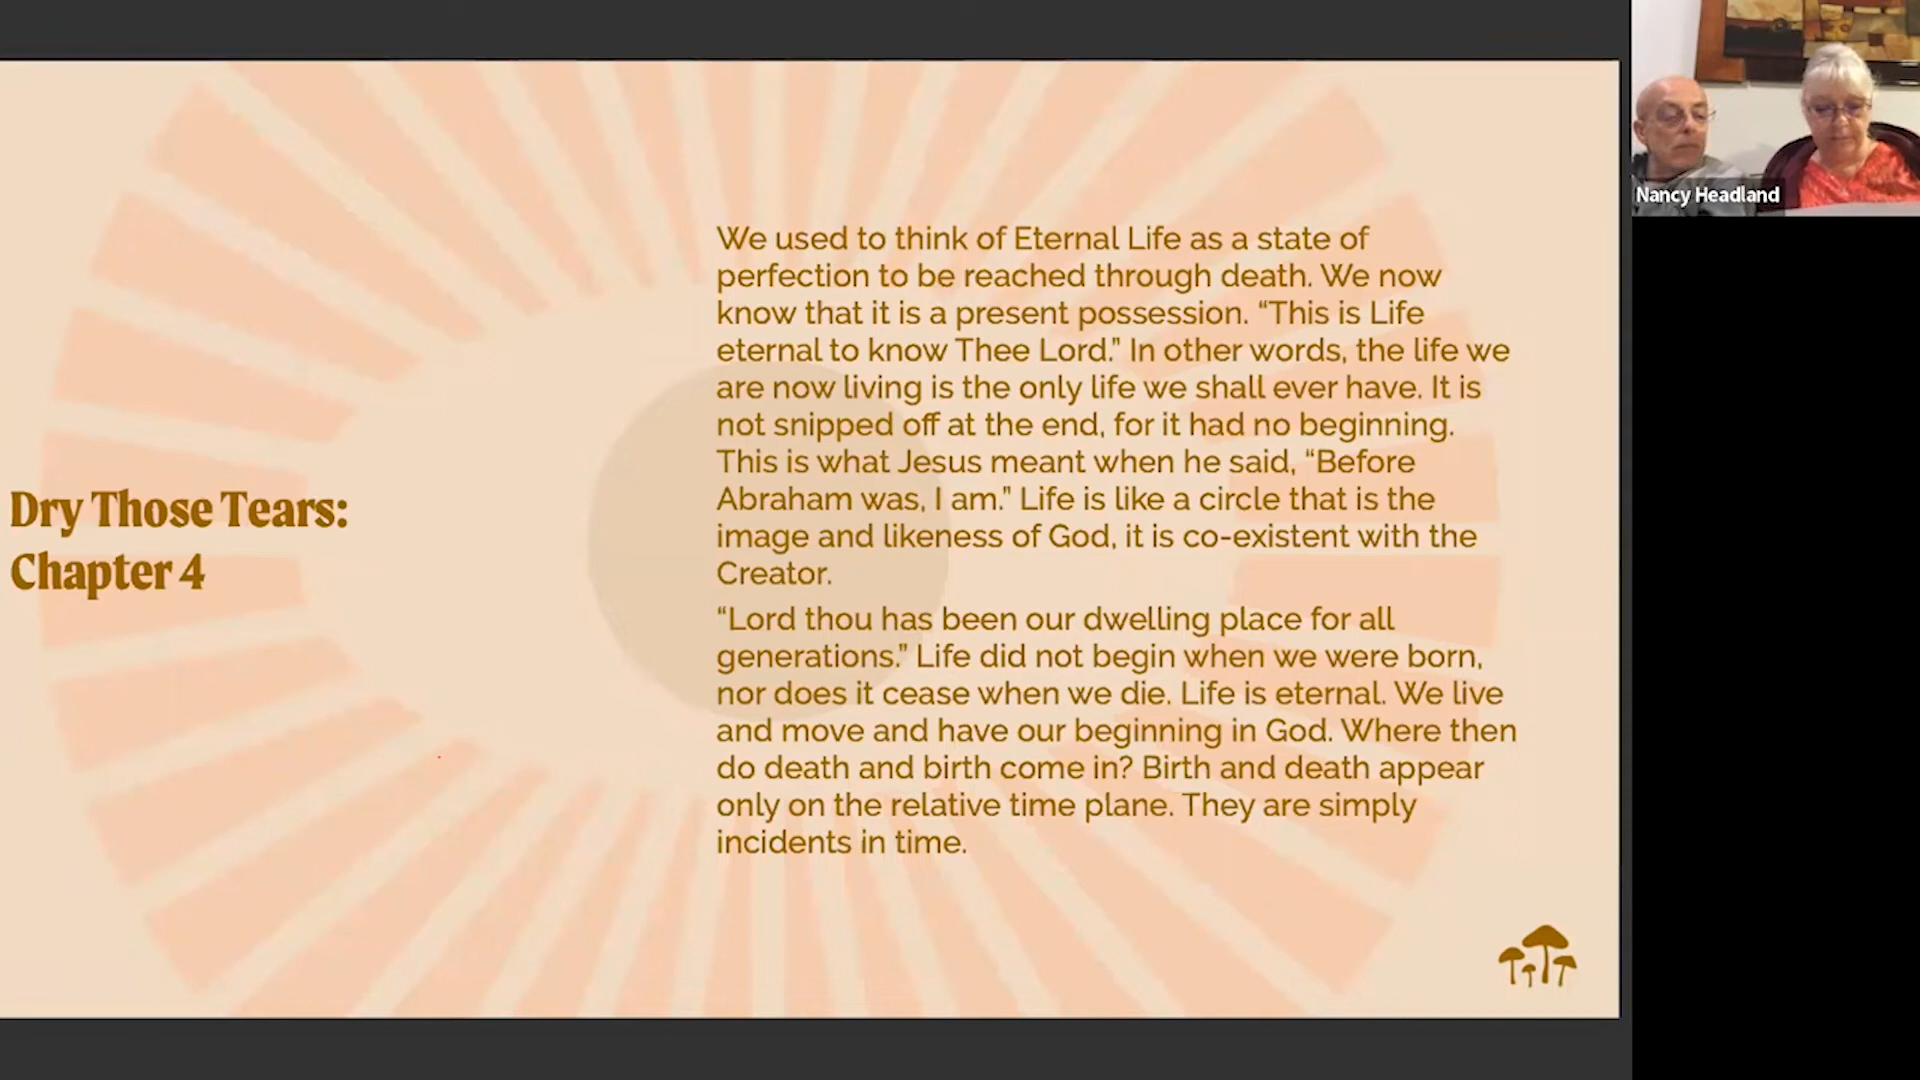 Dry Those Tears:
Chapter 4
We used to think of Eternal Life as a state of
perfection to be reached through death. We now
know that it is a present possession. “This is Life
eternal to know Thee Lord.” In other words, the life we
are now living is the only life we shall ever have. It is
not snipped off at the end, for it had no beginning.
This is what Jesus meant when he said, “Before
Abraham was, I am.” Life is like a circle that is the
image and likeness of God, it is co-existent with the
Creator.
“Lord thou has been our dwelling place for all
generations.” Life did not begin when we were born,
nor does it cease when we die. Life is eternal. We live
and move and have our beginning in God. Where then
do death and birth come in? Birth and death appear
only on the relative time plane. They are simply
incidents in time.
Nancy Headland